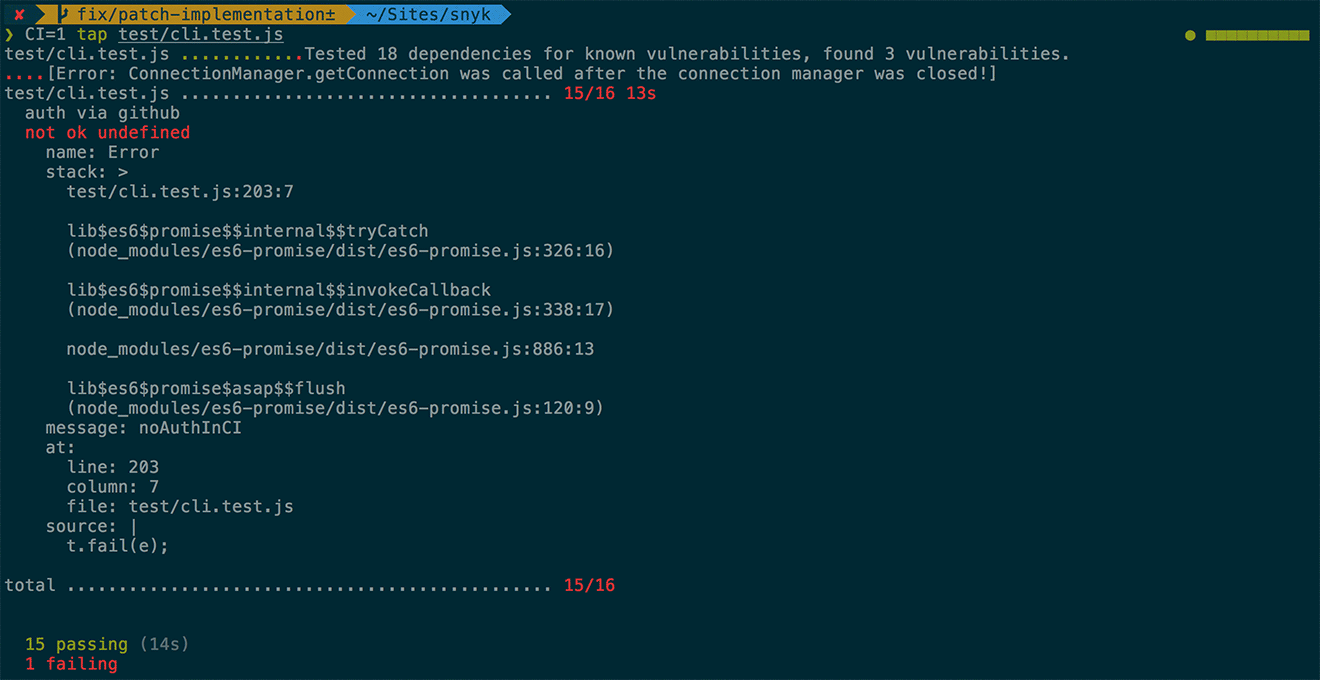 ✘ fix/patch-implementation± ~/Sites/snyk
❯ CI=1 tap test/cli.test.js
test/cli.test.js ............Tested 18 dependencies for known vulnerabilities, found 3 vulnerabilities.
....[Error: ConnectionManager.getConnection was called after the connection manager was closed!]
test/cli.test.js .................................... 15/16 13s
auth via github
not ok undefined
name: Error
stack: >
test/cli.test.js:203:7
lib$es6$promise$$internal$$tryCatch
(node_modules/es6-promise/dist/es6-promise.js:326:16)
lib$es6$promise$$internal$$invokeCallback
(node_modules/es6-promise/dist/es6-promise.js:338:17)
node_modules/es6-promise/dist/es6-promise.js:886:13
lib$es6$promise$asap$$flush
(node_modules/es6-promise/dist/es6-promise.js:120:9)
message: noAuthInCI
at:
line: 203
column: 7
file: test/cli.test.js
source: |
t.fail(e);
total ............................................... 15/16
15 passing (14s)
1 failing